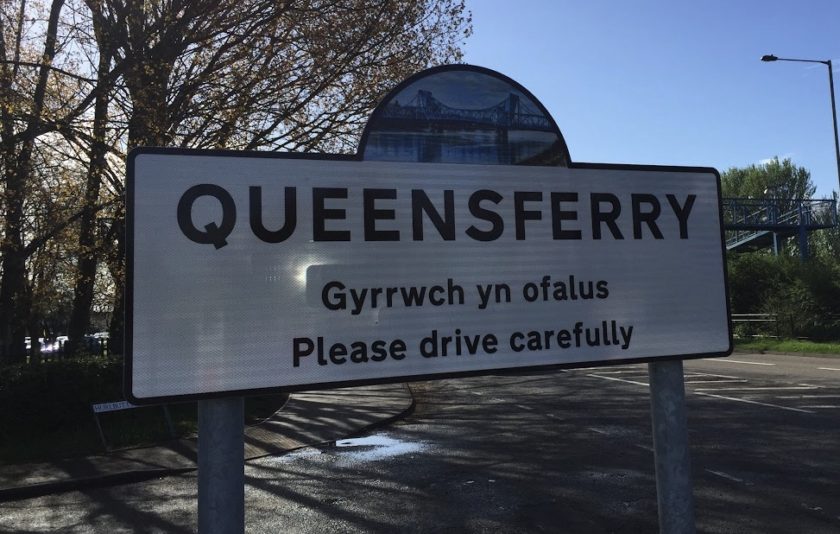 QUEENSFERRY
Gyrrwch yn ofalus
Please drive carefully